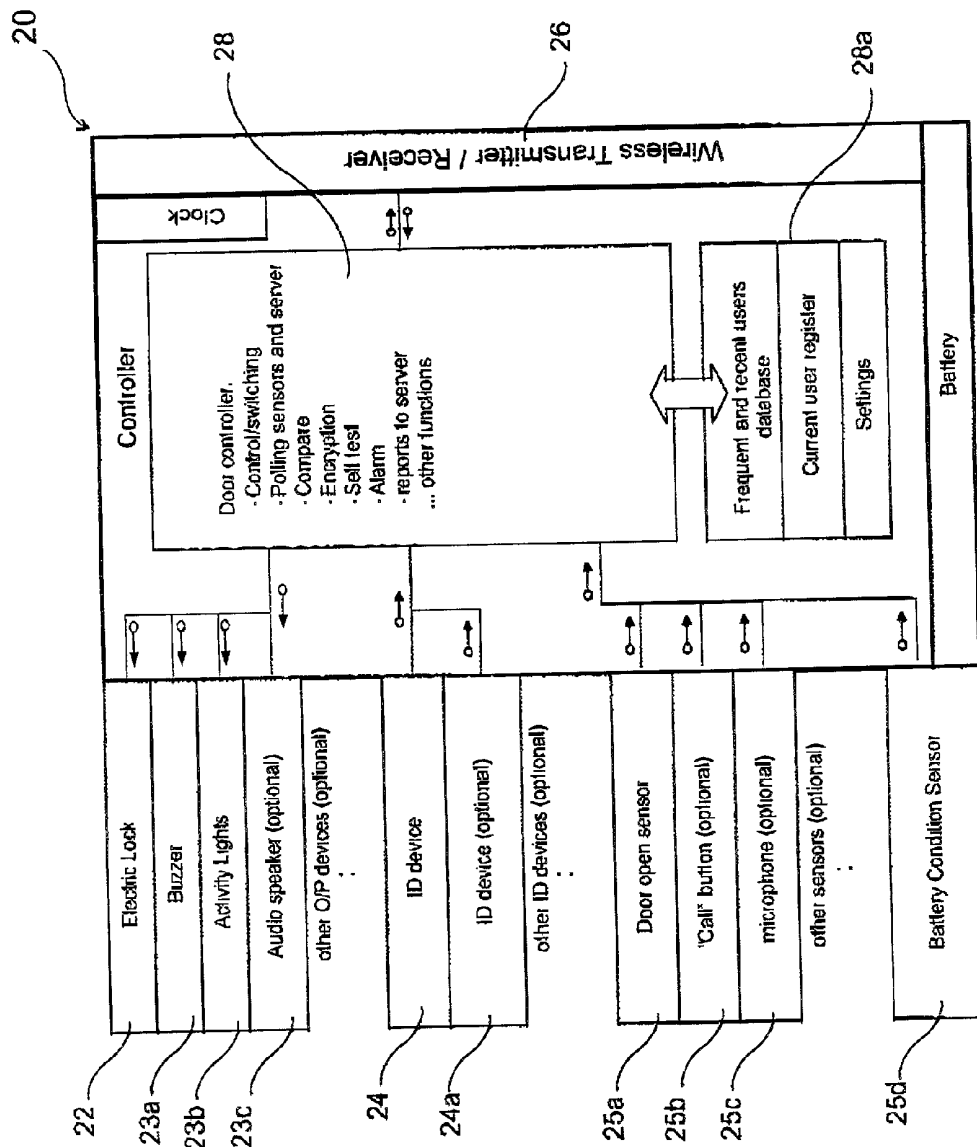 20
Controller
Clock
28
Door controller.
- Control/switching
- Polling sensors and server
- Compare
- Encryption
- Sell test
- Alarm
- reports to server
... other functions
Wireless Transmitter / Receiver
26
28a
Frequent and recent users
database
Current user register
Settings
Battery
22
Electric Lock
23a
Buzzer
23b
Activity Lights
23c
Audio speaker (optional)
other O/P devices (optional)
:
24
ID device
24a
ID device (optional)
other ID devices (optional)
:
25a
Door open sensor
25b
"Call" button (optional)
25c
microphone (optional)
other sensors (optional)
:
25d
Battery Condition Sensor